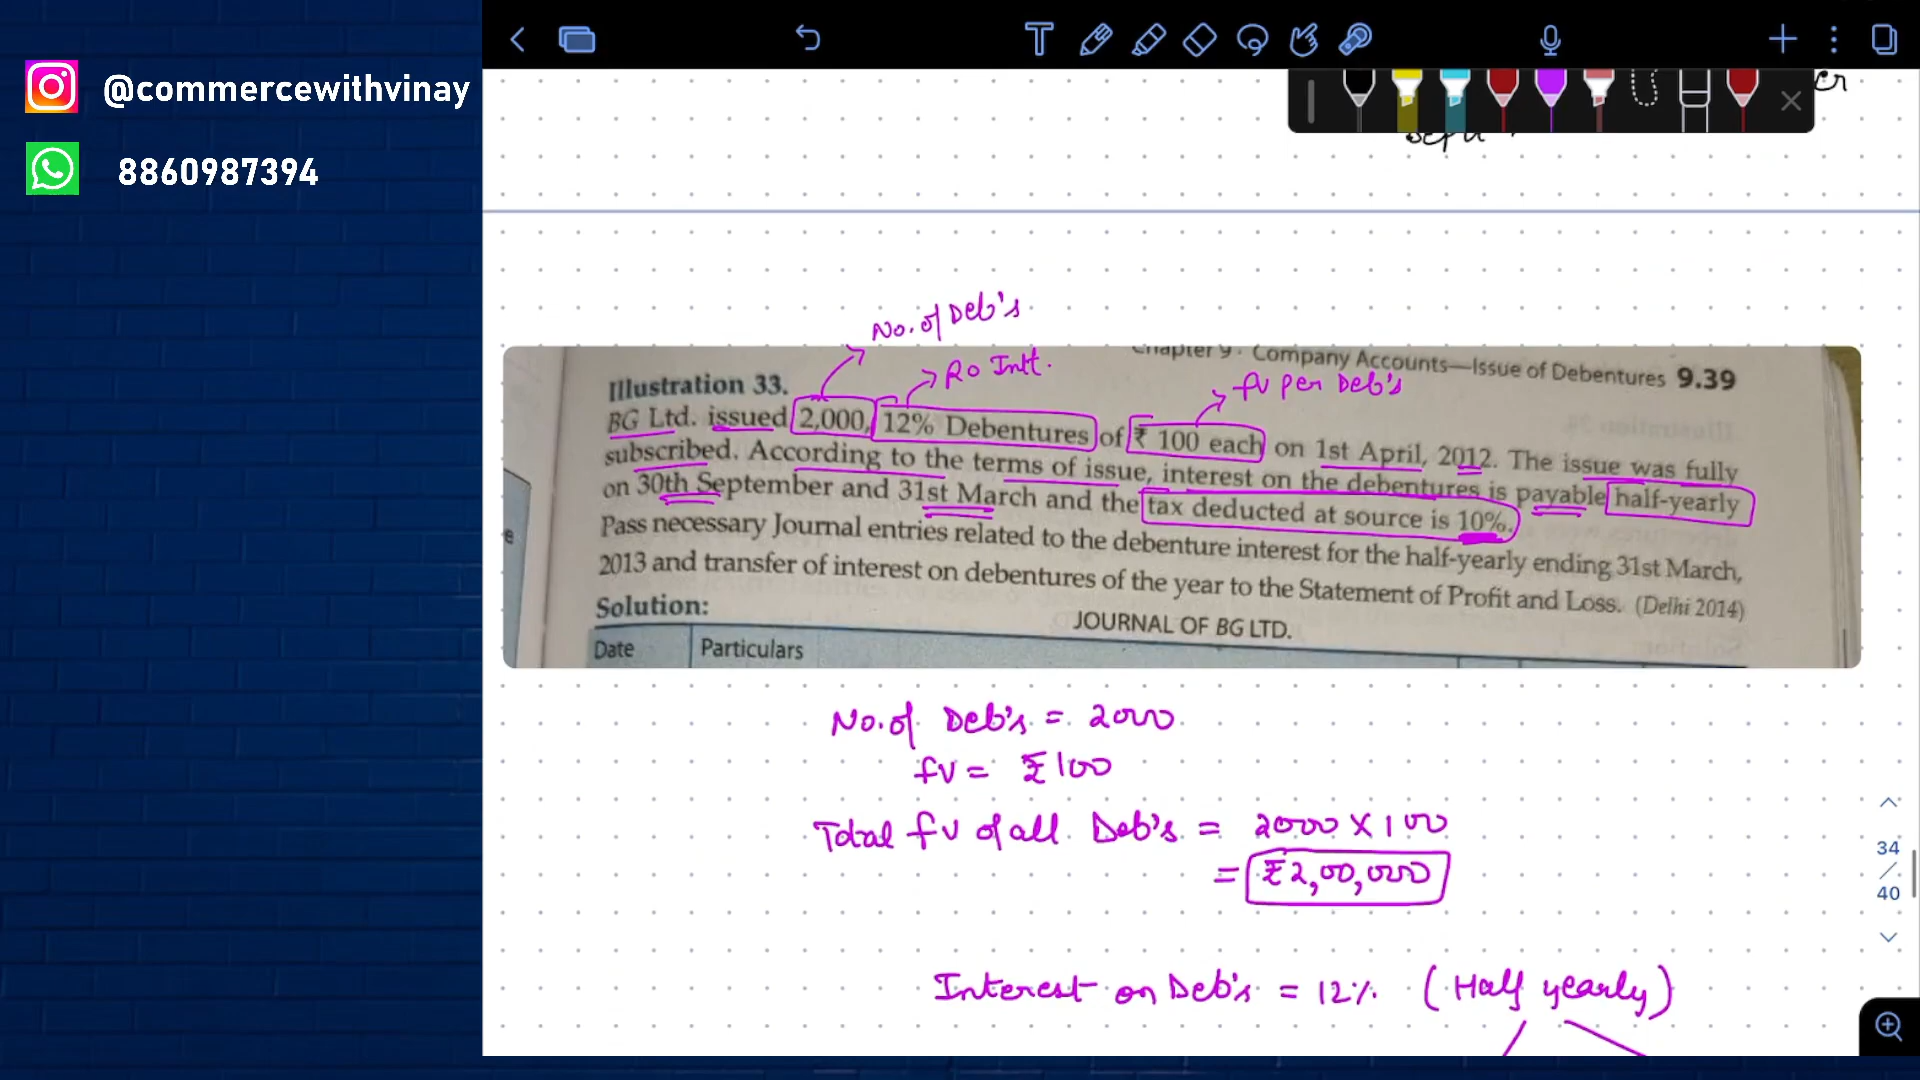 @commercewithvinay
8860987394
No. of Deb's
Chapter 9 . Company Accounts—Issue of Debentures 9.39
Ro Intt.
fv per Deb's
Illustration 33.
BG Ltd. issued 2,000, 12% Debentures of ₹ 100 each on 1st April, 2012. The issue was fully
subscribed. According to the terms of issue, interest on the debentures is payable half-yearly
on 30th September and 31st March and the tax deducted at source is 10%.
Pass necessary Journal entries related to the debenture interest for the half-yearly ending 31st March,
2013 and transfer of interest on debentures of the year to the Statement of Profit and Loss. (Delhi 2014)
Solution:
JOURNAL OF BG LTD.
Date Particulars
No. of Deb's = 2000
fv = ₹100
Total fv of all Deb's = 2000 X 100
= ₹2,00,000
Interest on Deb's = 12% (Half yearly)
34
/
40